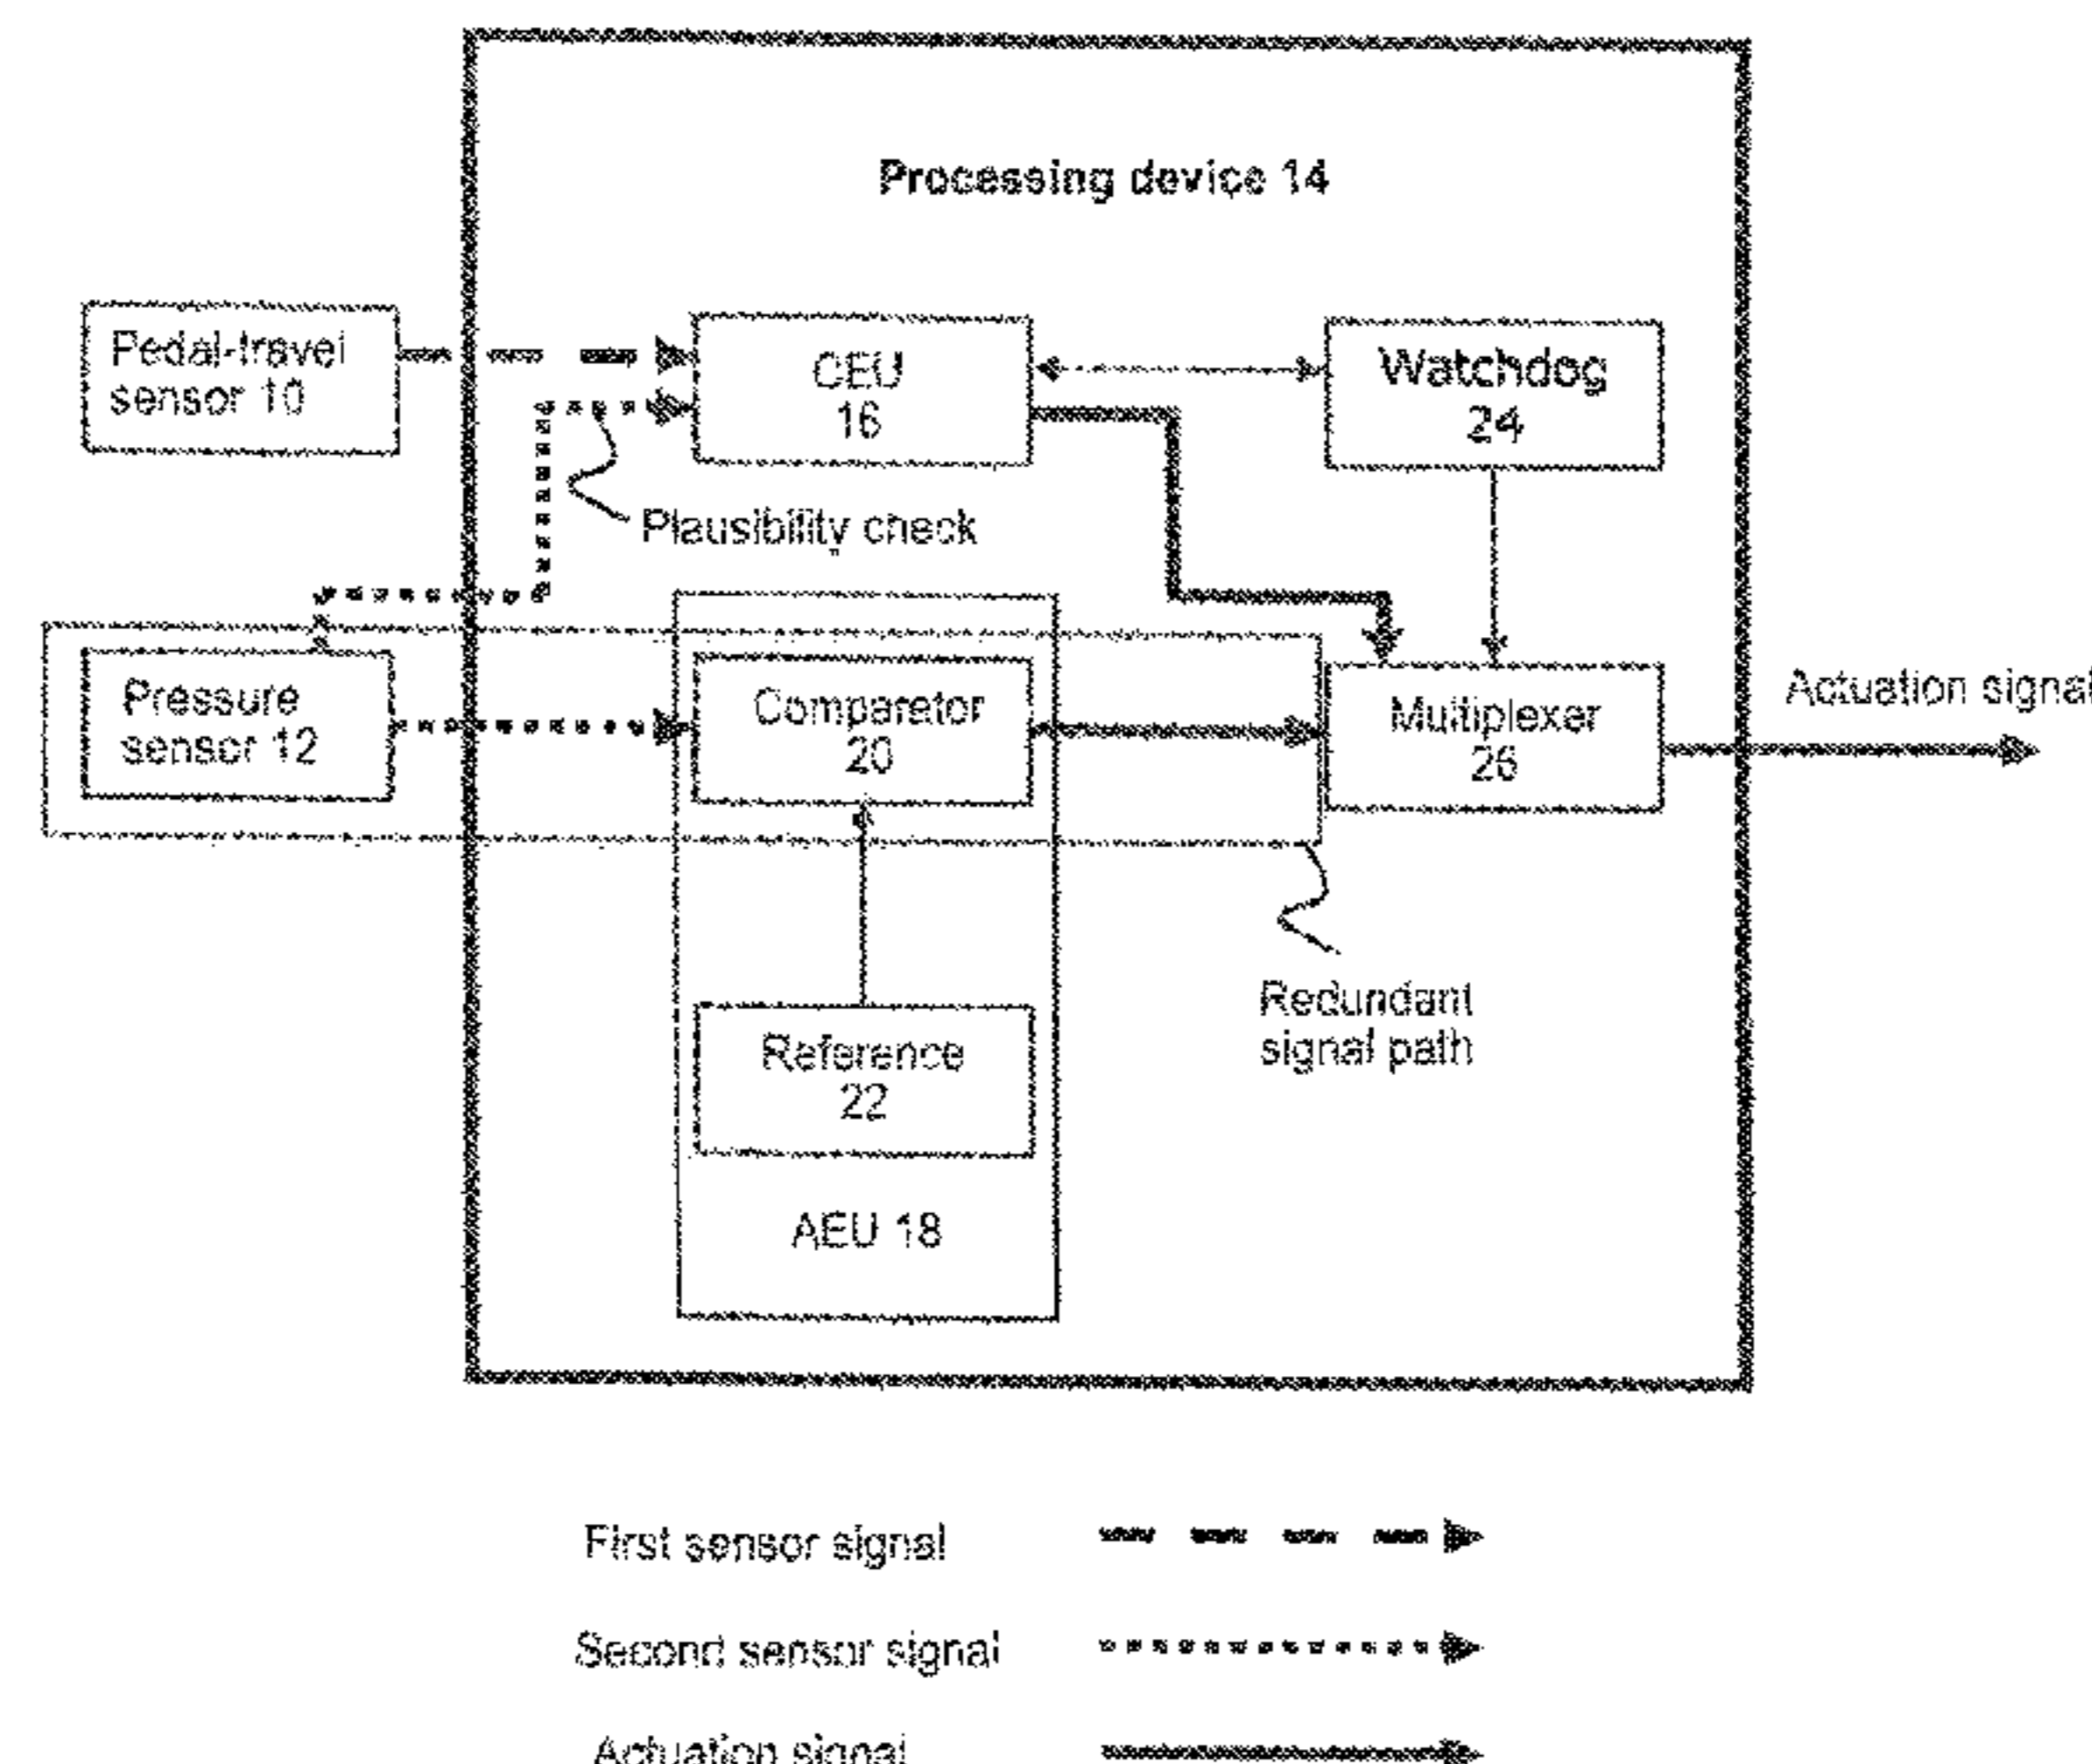 Processing device 14
Pedal-travel
sensor 10
CEU
16
Watchdog
24
Plausibility check
Pressure
sensor 12
Comparator
20
Multiplexer
26
Actuation signal
Reference
22
Redundant
signal path
AEU 18
First sensor signal
Second sensor signal
Actuation signal